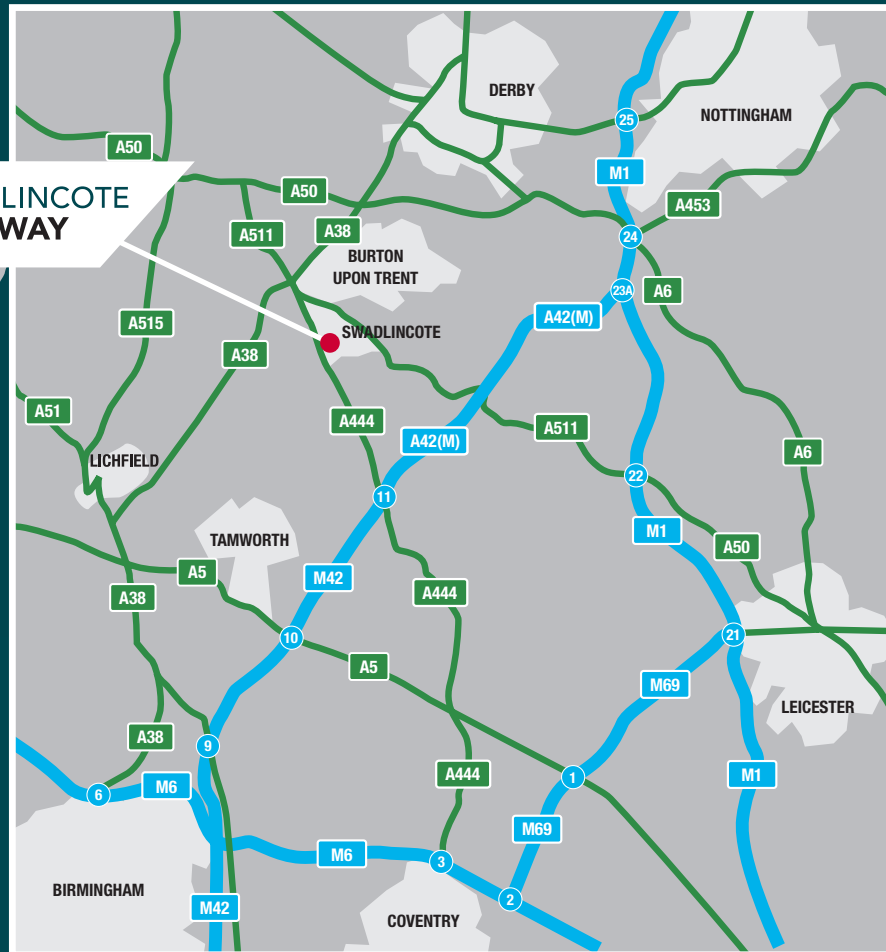 DERBY
NOTTINGHAM
25
A50
M1
LINCOTE
WAY
A50
A453
A511
A38
24
BURTON
UPON TRENT
23A
A6
A515
A42(M)
SWADLINCOTE
A38
A51
A444
A511
A42(M)
A6
LICHFIELD
22
11
M1
TAMWORTH
A50
A5
M42
A444
A38
21
10
A5
M69
LEICESTER
A38
9
A444
1
M1
M6
6
M69
M6
3
BIRMINGHAM
2
M42
COVENTRY